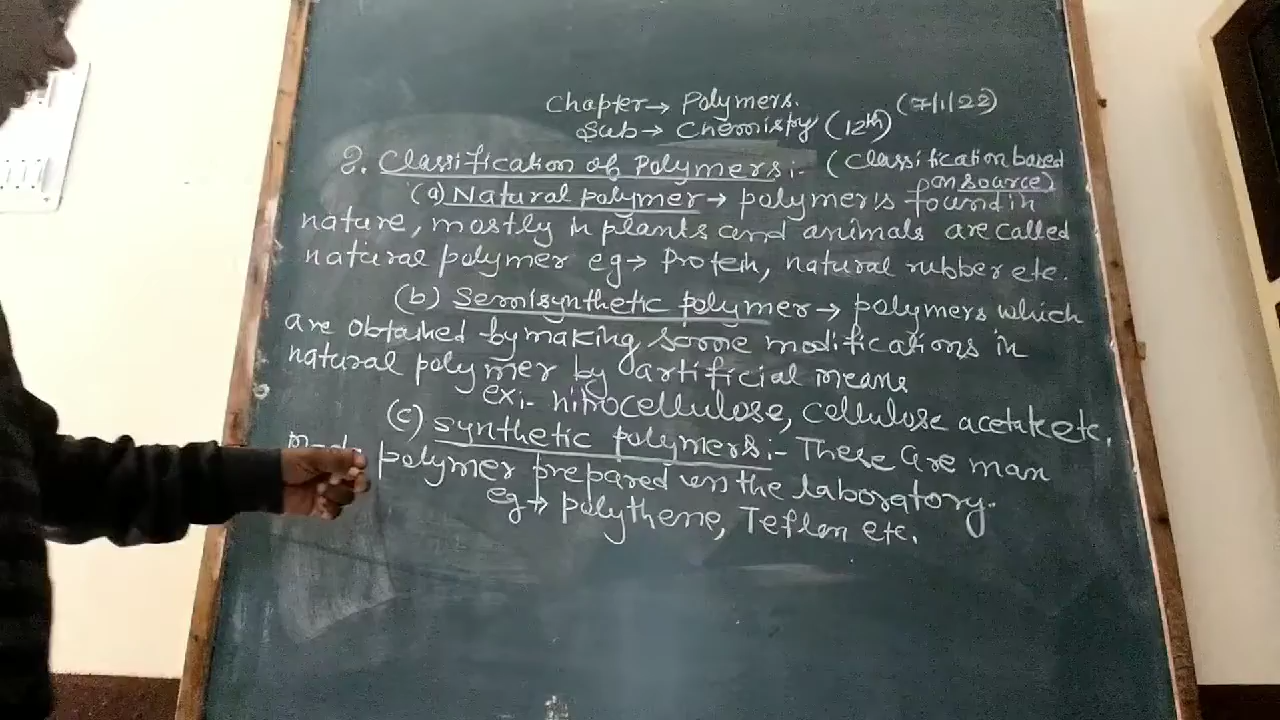 Chapter → Polymers. (7/1/22)
Sub → Chemistry (12th)
2. Classification of Polymers:- (Classification based
on source)
(a) Natural polymer → polymer's found in
nature, mostly in plants and animals are called
natural polymer eg → Protein, natural rubber etc.
(b) Semisynthetic polymer → polymers which
are obtained by making some modifications in
natural polymer by artificial means
ex:- nitrocellulose, cellulose acetate etc.
(c) synthetic polymers:- These are man
made polymer prepared in the laboratory.
eg → polythene, Teflon etc.